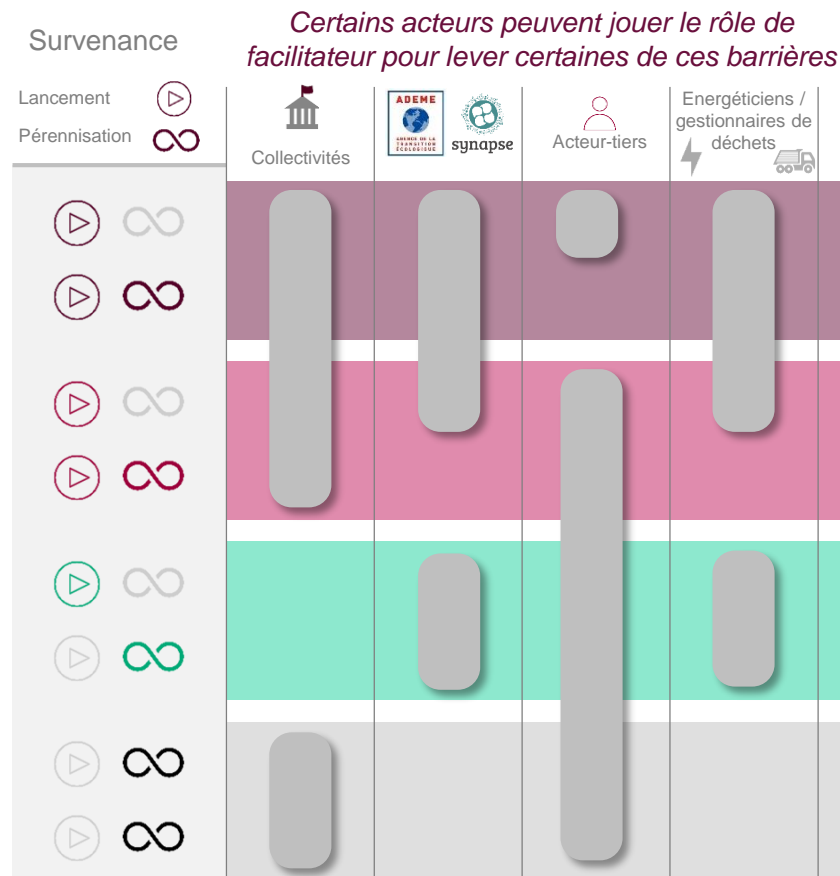 Survenance
Certains acteurs peuvent jouer le rôle de
facilitateur pour lever certaines de ces barrières
Lancement
Pérennisation
Collectivités
ADEME
AGENCE DE LA
TRANSITION
ÉCOLOGIQUE
synapse
Acteur-tiers
Energéticiens /
gestionnaires de
déchets